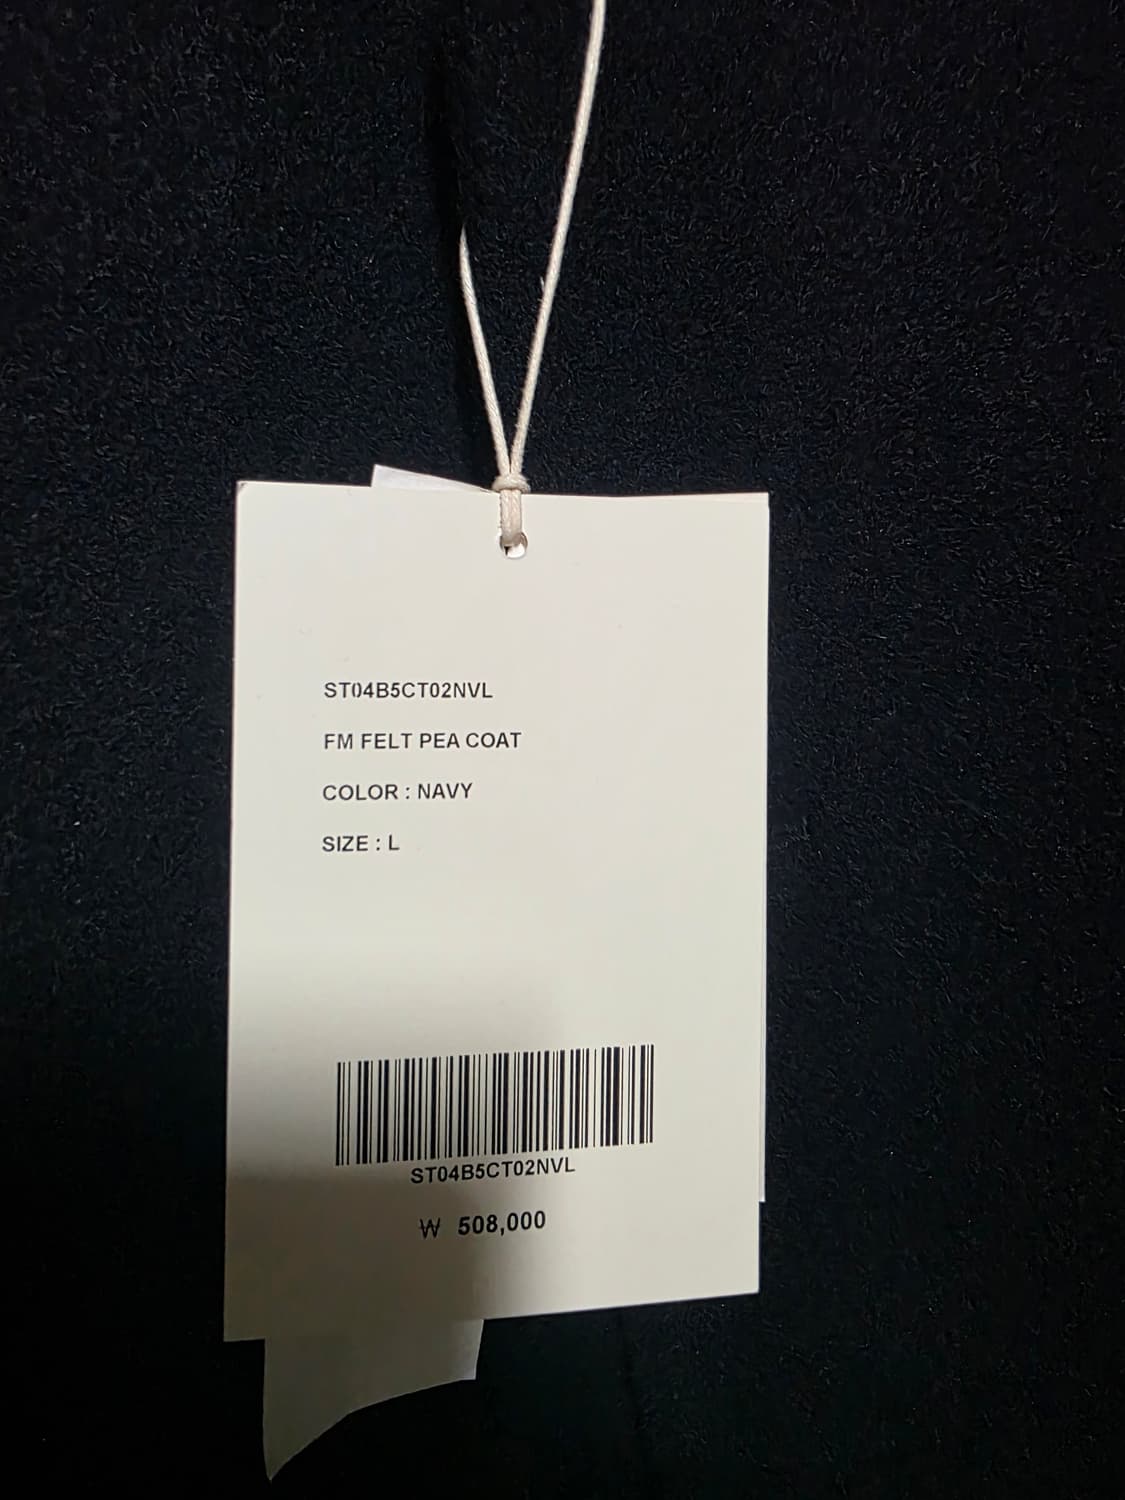 ST04B5CT02NVL
FM FELT PEA COAT
COLOR : NAVY
SIZE : L
ST04B5CT02NVL
₩ 508,000